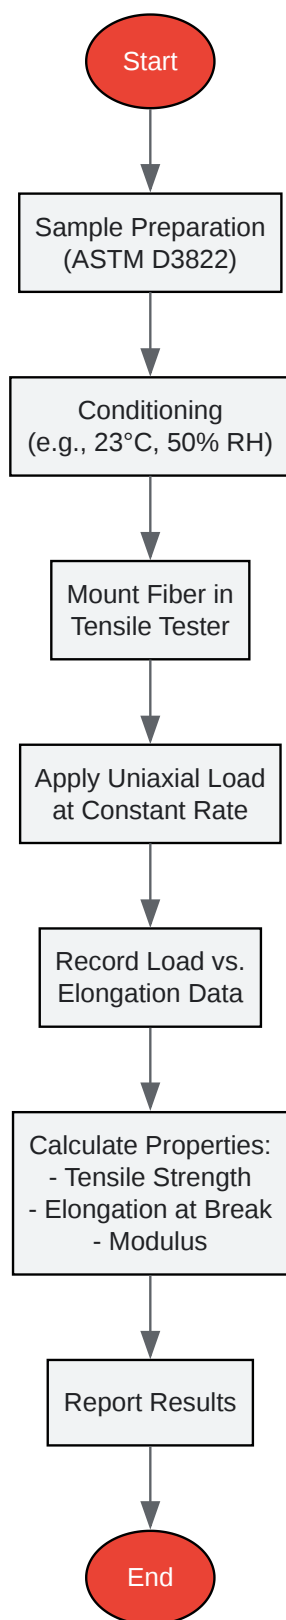 Start
Sample Preparation
(ASTM D3822)
Conditioning
(e.g., 23°C, 50% RH)
Mount Fiber in
Tensile Tester
Apply Uniaxial Load
at Constant Rate
Record Load vs.
Elongation Data
Calculate Properties:
- Tensile Strength
- Elongation at Break
- Modulus
Report Results
End